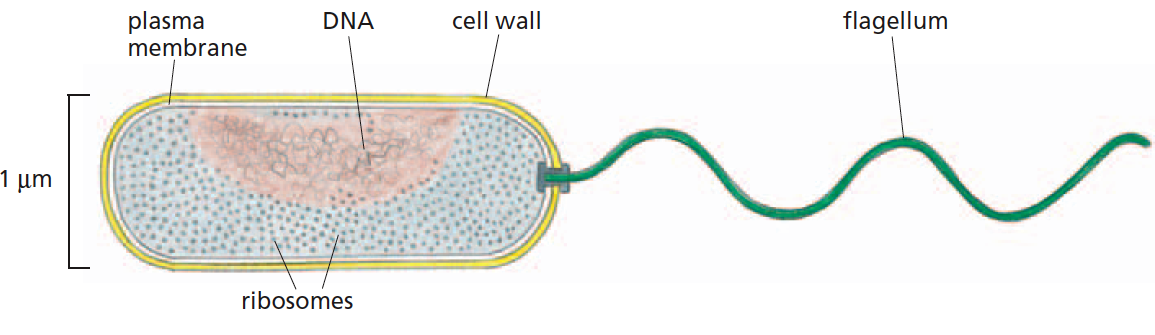 plasma
membrane
DNA
cell wall
flagellum
1 μm
ribosomes